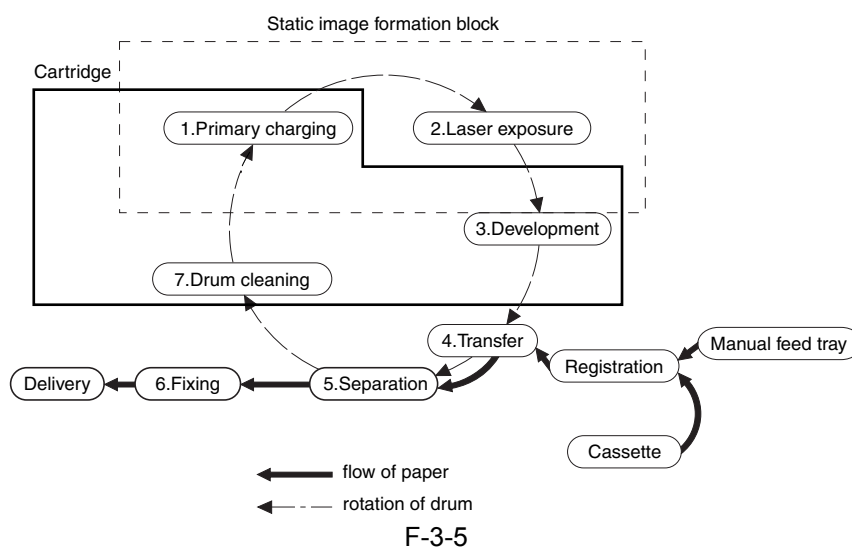 Static image formation block
Cartridge
1.Primary charging
2.Laser exposure
3.Development
7.Drum cleaning
4.Transfer
Manual feed tray
Registration
Delivery
6.Fixing
5.Separation
Cassette
flow of paper
rotation of drum
F-3-5